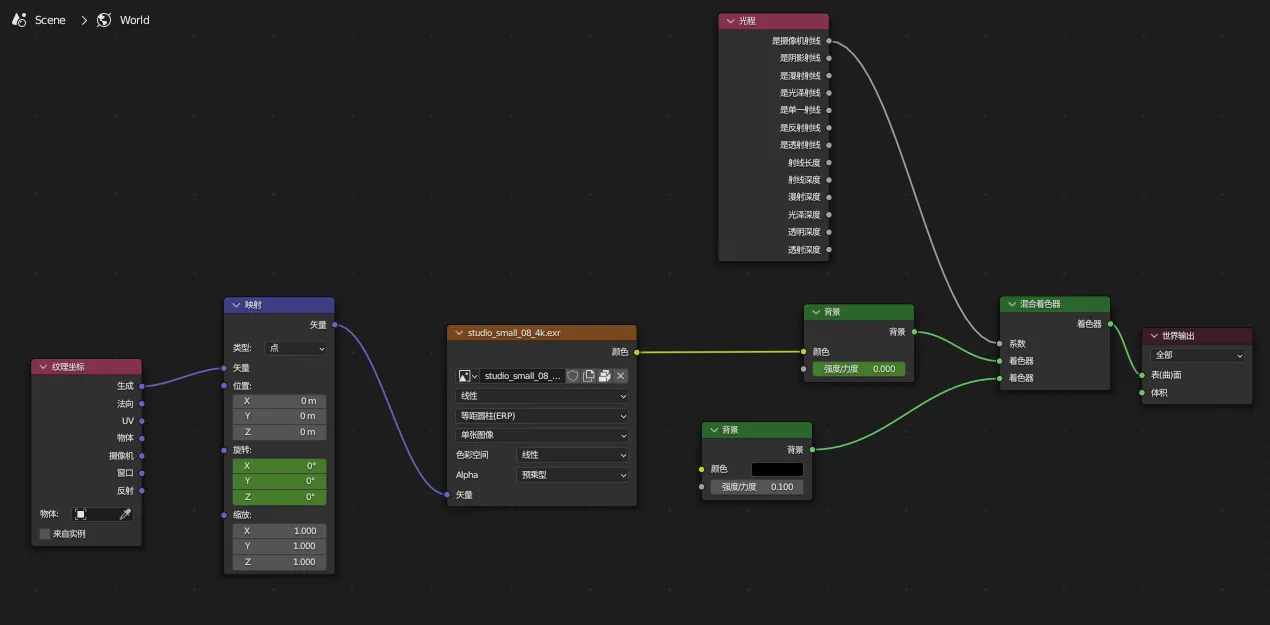 Scene
World
光程
是摄像机射线
是阴影射线
是漫射射线
是光泽射线
是单一射线
是反射射线
是透射射线
射线长度
射线深度
漫射深度
光泽深度
透明深度
透射深度
纹理坐标
生成
法向
UV
物体
摄像机
窗口
反射
物体:
来自实例
映射
矢量
类型: 点
矢量
位置:
X 0 m
Y 0 m
Z 0 m
旋转:
X 0°
Y 0°
Z 0°
缩放:
X 1.000
Y 1.000
Z 1.000
studio_small_08_4k.exr
颜色
studio_small_08_...
线性
等距圆柱(ERP)
单张图像
色彩空间 线性
Alpha 预乘型
矢量
背景
背景
颜色
强度/力度 0.000
背景
背景
颜色
强度/力度 0.100
混合着色器
着色器
系数
着色器
着色器
世界输出
全部
表(曲)面
体积